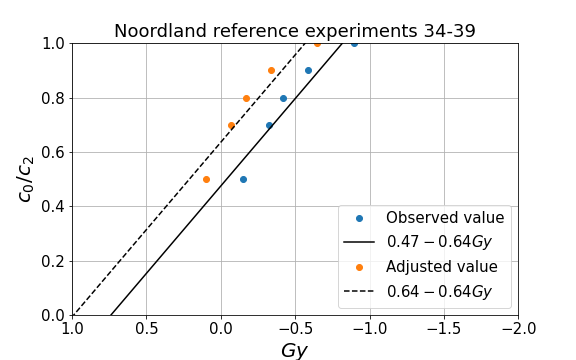 Noordland reference experiments 34-39
1.0
0.8
0.6
0.4
0.2
0.0
c₀/c₂
Observed value
0.47 − 0.64Gy
Adjusted value
0.64 − 0.64Gy
1.0 0.5 0.0 −0.5 −1.0 −1.5 −2.0
Gy